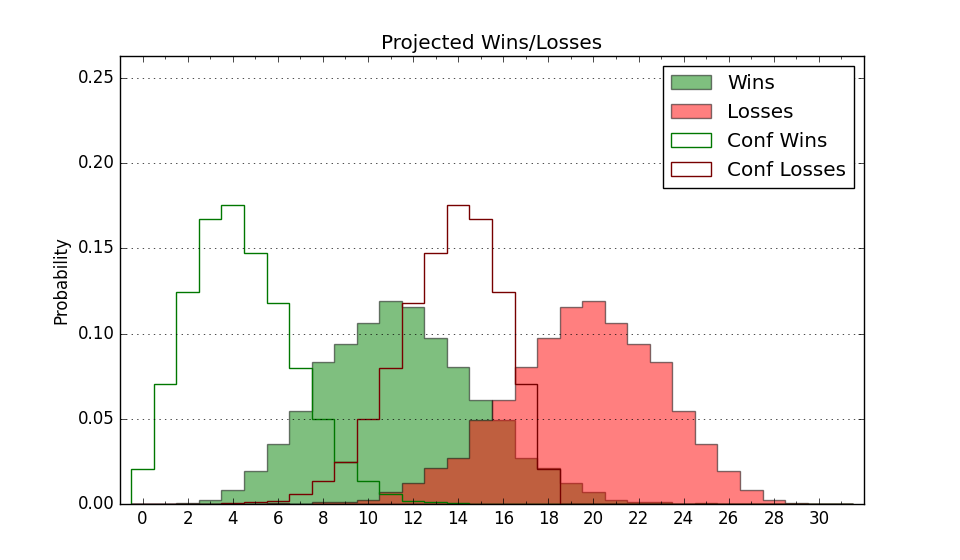 Projected Wins/Losses
0.25
0.20
0.15
0.10
0.05
0.00
Probability
Wins
Losses
Conf Wins
Conf Losses
0 2 4 6 8 10 12 14 16 18 20 22 24 26 28 30